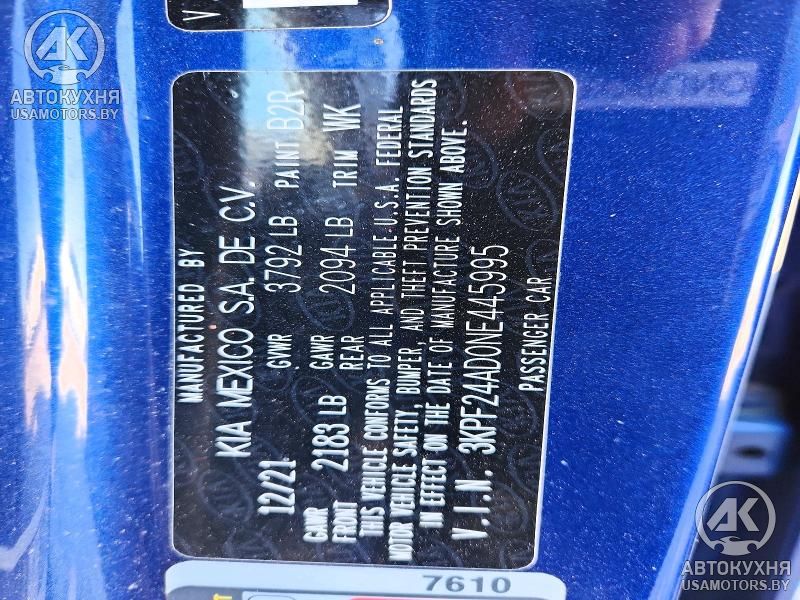 V
MANUFACTURED BY
KIA MEXICO S.A. DE C.V.
12/21 GVWR 3792 LB PAINT B2R
GAWR FRONT 2183 LB GAWR REAR 2094 LB TRIM WK
THIS VEHICLE CONFORMS TO ALL APPLICABLE U.S.A. FEDERAL
MOTOR VEHICLE SAFETY, BUMPER, AND THEFT PREVENTION STANDARDS
IN EFFECT ON THE DATE OF MANUFACTURE SHOWN ABOVE.
V.I.N. 3KPF24AD0NE445995
PASSENGER CAR
7610
АК
АВТОКУХНЯ
USAMOTORS.BY
АК
АВТОКУХНЯ
USAMOTORS.BY